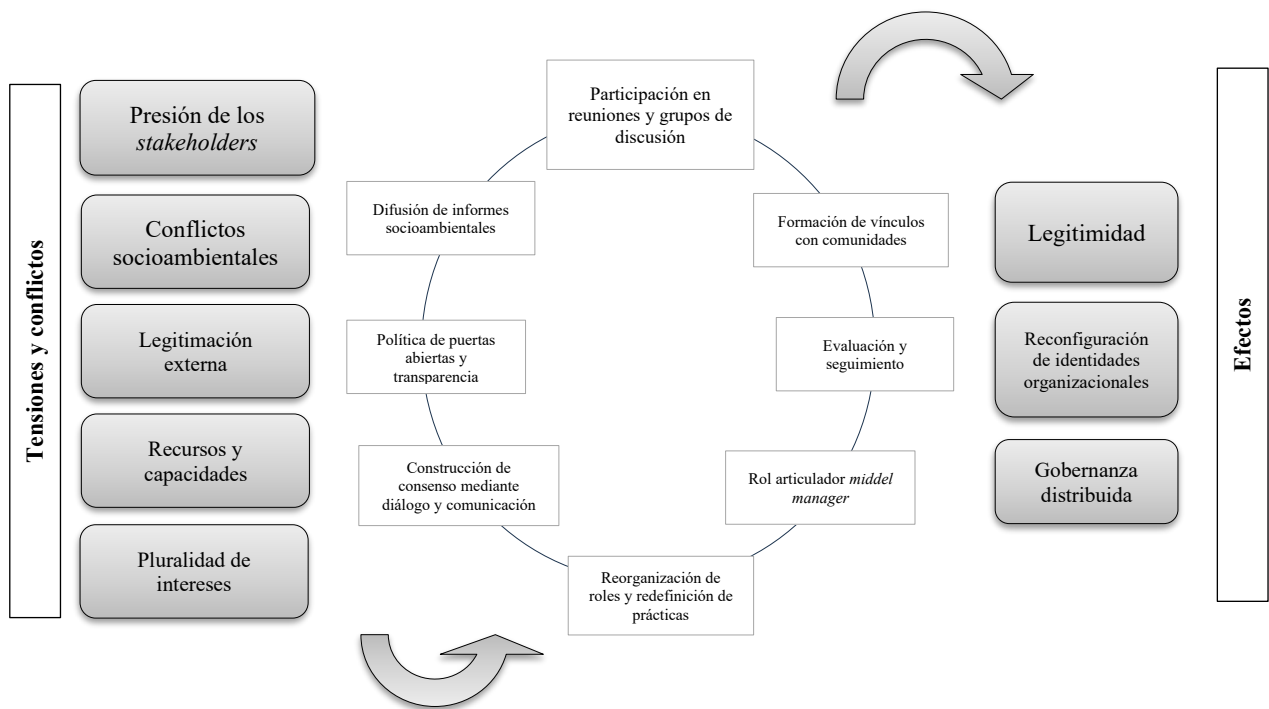 Tensiones y conflictos
Presión de los
stakeholders
Conflictos
socioambientales
Legitimación
externa
Recursos y
capacidades
Pluralidad de
intereses
Participación en
reuniones y grupos de
discusión
Difusión de informes
socioambientales
Formación de vínculos
con comunidades
Política de puertas
abiertas y
transparencia
Evaluación y
seguimiento
Construcción de
consenso mediante
diálogo y comunicación
Rol articulador middel
manager
Reorganización de
roles y redefinición de
prácticas
Legitimidad
Reconfiguración
de identidades
organizacionales
Gobernanza
distribuida
Efectos